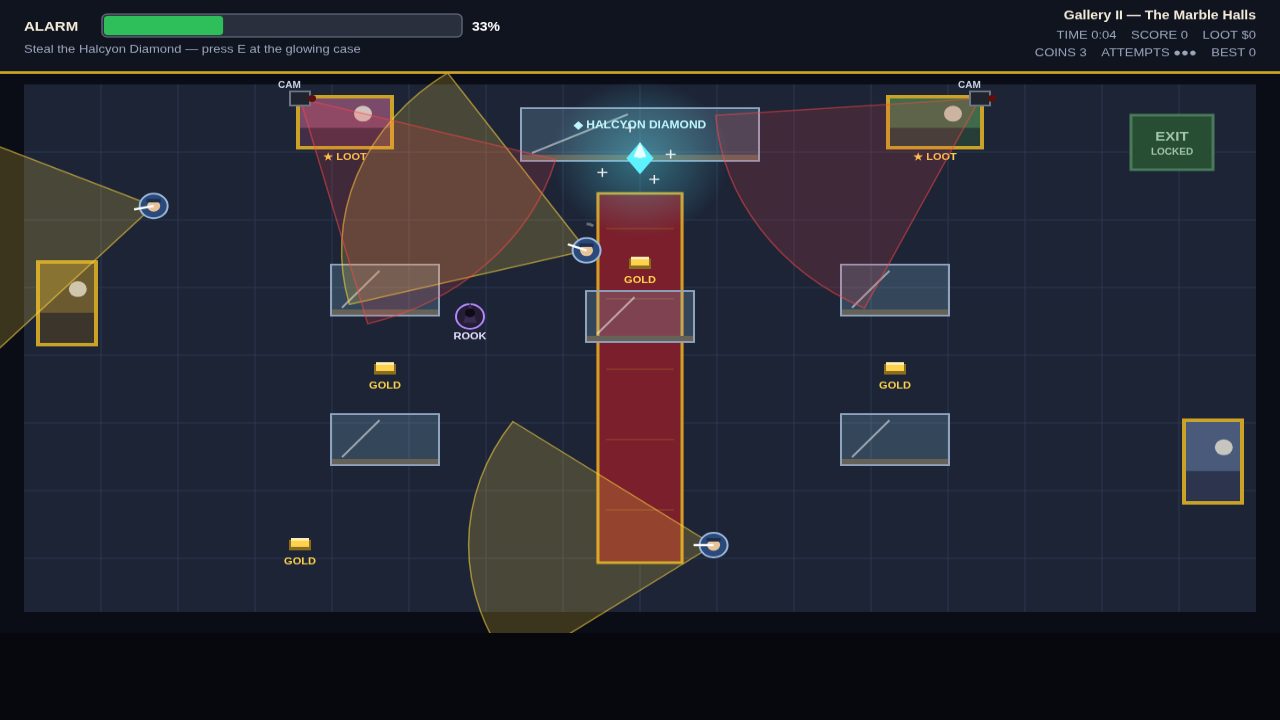 ALARM
33%
Steal the Halcyon Diamond — press E at the glowing case
Gallery II — The Marble Halls
TIME 0:04 SCORE 0 LOOT $0
COINS 3 ATTEMPTS ●●● BEST 0
CAM
CAM
◆ HALCYON DIAMOND
★ LOOT
★ LOOT
EXIT
LOCKED
GOLD
ROOK
GOLD
GOLD
GOLD